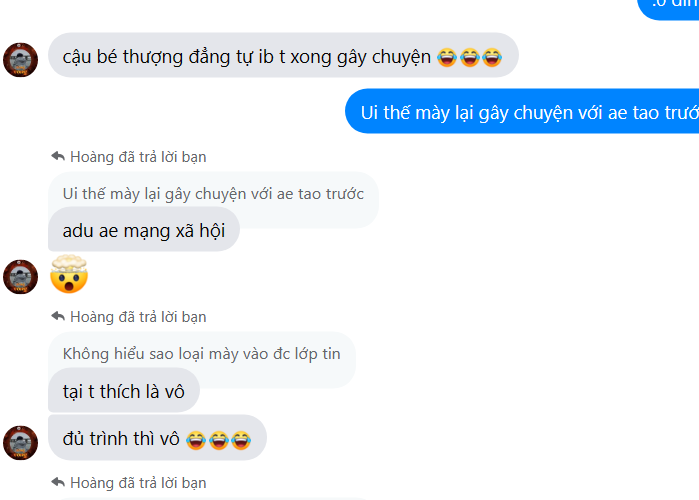 .0 din
cậu bé thượng đẳng tự ib t xong gây chuyện 😂😂😂
Ui thế mày lại gây chuyện với ae tao trướ
Hoàng đã trả lời bạn
Ui thế mày lại gây chuyện với ae tao trước
adu ae mạng xã hội
🤯
Hoàng đã trả lời bạn
Không hiểu sao loại mày vào đc lớp tin
tại t thích là vô
đủ trình thì vô 😂😂😂
Hoàng đã trả lời bạn